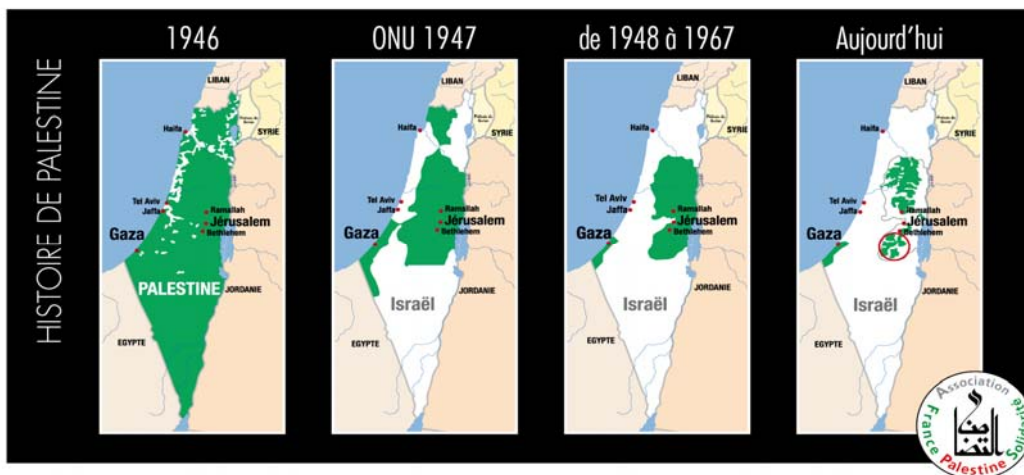 HISTOIRE DE PALESTINE
1946
LIBAN
SYRIE
Haifa
Tel Aviv
Jaffa
Ramallah
Jérusalem
Bethlehem
Gaza
PALESTINE
JORDANIE
EGYPTE
ONU 1947
LIBAN
SYRIE
Haifa
Tel Aviv
Jaffa
Ramallah
Jérusalem
Bethlehem
Gaza
Israël
JORDANIE
EGYPTE
de 1948 à 1967
LIBAN
SYRIE
Haifa
Tel Aviv
Jaffa
Ramallah
Jérusalem
Bethlehem
Gaza
Israël
JORDANIE
EGYPTE
Aujourd'hui
LIBAN
SYRIE
Haifa
Tel Aviv
Jaffa
Ramallah
Jérusalem
Bethlehem
Gaza
Israël
JORDANIE
EGYPTE
Association
France Palestine Solidarité